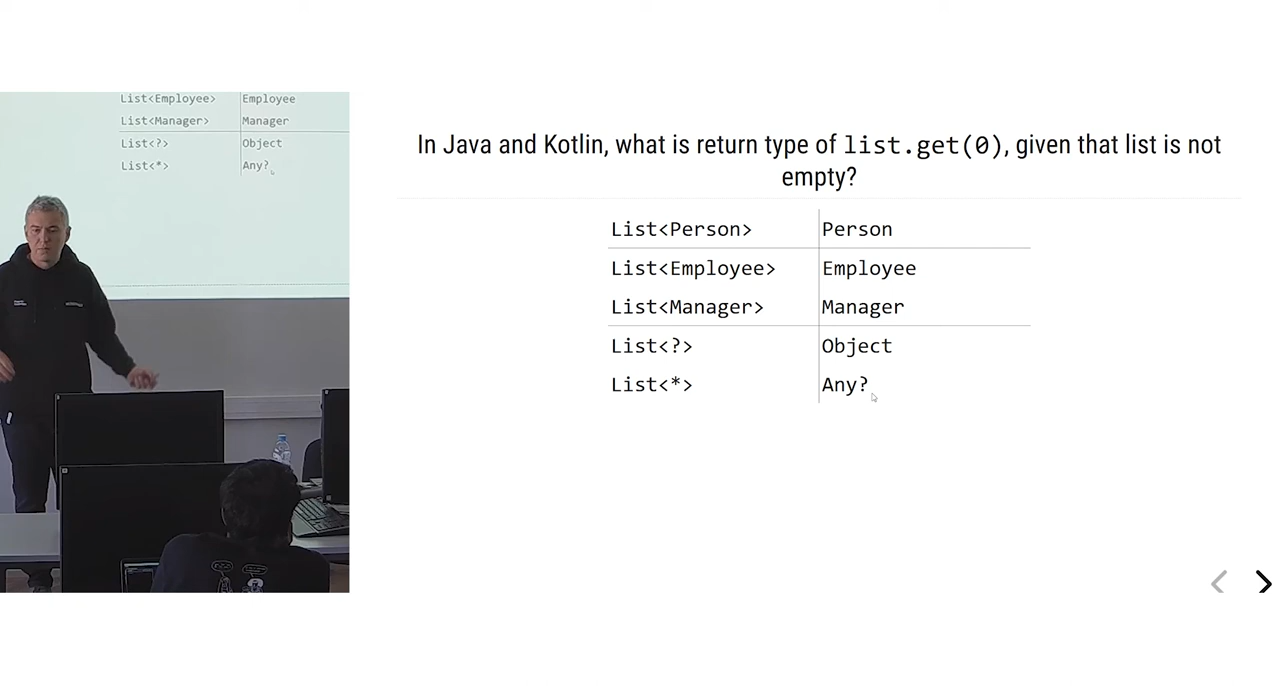 List<Employee> Employee
List<Manager> Manager
List<?> Object
List<*> Any?
In Java and Kotlin, what is return type of list.get(0), given that list is not
empty?
List<Person> Person
List<Employee> Employee
List<Manager> Manager
List<?> Object
List<*> Any?